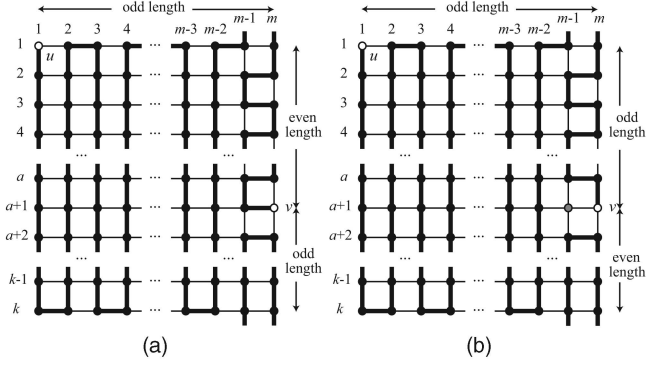 odd length
1 2 3 4 ... m-3 m-2 m-1 m
1 u
2
3
4
even
length
... ...
a
a+1 v
a+2
odd
length
... ...
k-1 ...
k ...
(a)
odd length
1 2 3 4 ... m-3 m-2 m-1 m
1 u
2
3
4
odd
length
... ...
a
a+1 v
a+2
even
length
... ...
k-1 ...
k ...
(b)